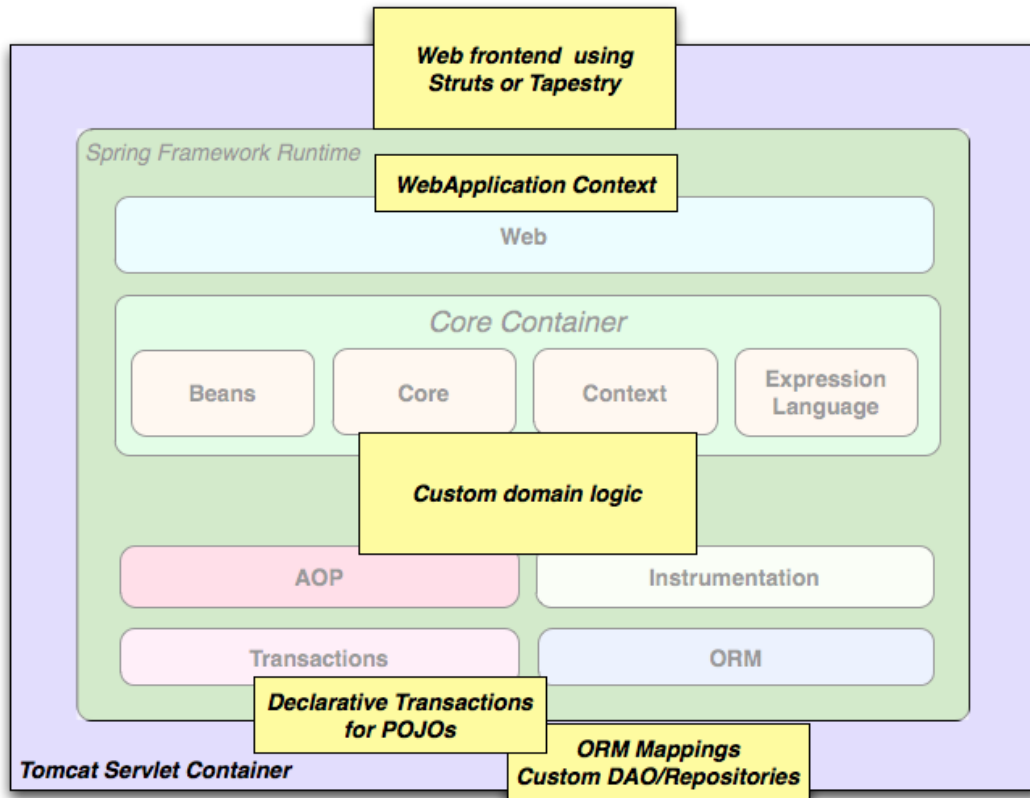 Web frontend using
Struts or Tapestry
Spring Framework Runtime
WebApplication Context
Web
Core Container
Beans
Core
Context
Expression
Language
Custom domain logic
AOP
Instrumentation
Transactions
ORM
Declarative Transactions
for POJOs
ORM Mappings
Custom DAO/Repositories
Tomcat Servlet Container